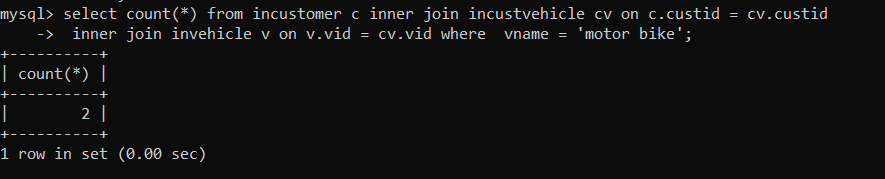 mysql> select count(*) from incustomer c inner join incustvehicle cv on c.custid = cv.custid
    ->  inner join invehicle v on v.vid = cv.vid where  vname = 'motor bike';
+----------+
| count(*) |
+----------+
|        2 |
+----------+
1 row in set (0.00 sec)